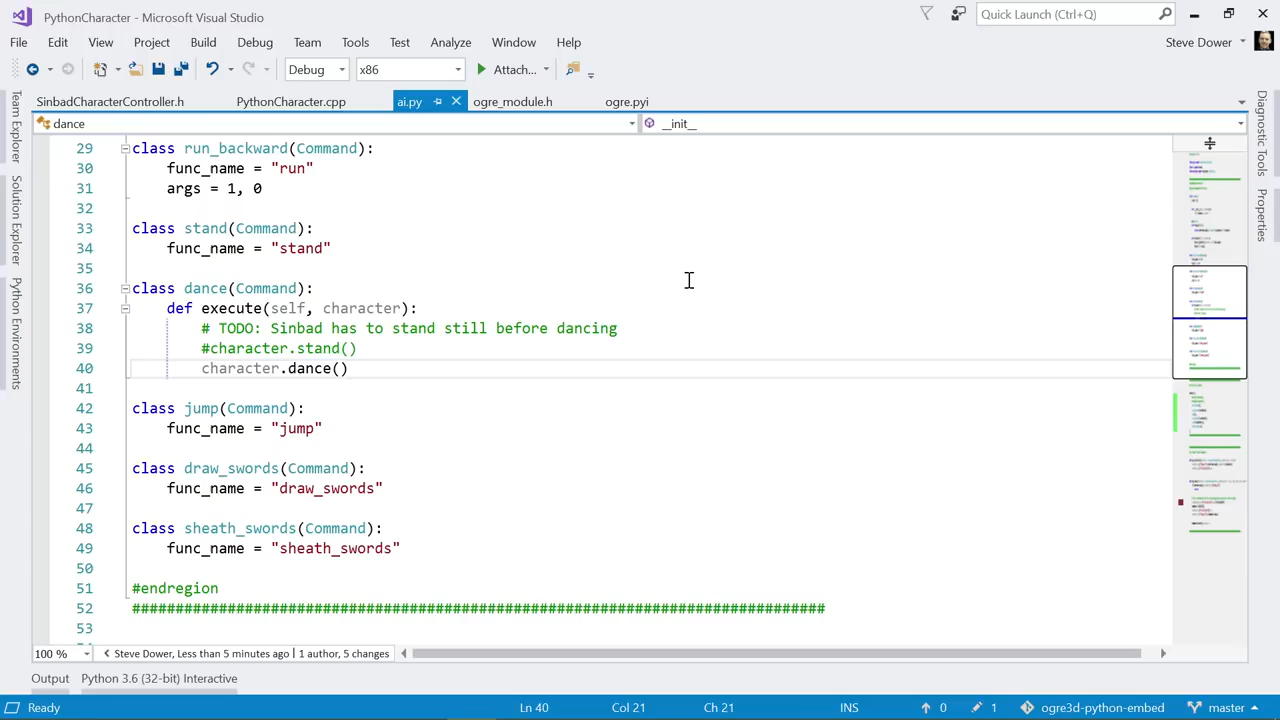 PythonCharacter - Microsoft Visual Studio
Quick Launch (Ctrl+Q)
File Edit View Project Build Debug Team Tools Test Analyze Window Help
Steve Dower
Debug x86 Attach...
SinbadCharacterController.h PythonCharacter.cpp ai.py ogre_module.h ogre.pyi
dance __init__
Team Explorer
Solution Explorer
Python Environments
Diagnostic Tools
Properties
29 class run_backward(Command):
30 func_name = "run"
31 args = 1, 0
32
33 class stand(Command):
34 func_name = "stand"
35
36 class dance(Command):
37 def execute(self, character):
38 # TODO: Sinbad has to stand still before dancing
39 #character.stand()
40 character.dance()
41
42 class jump(Command):
43 func_name = "jump"
44
45 class draw_swords(Command):
46 func_name = "draw_swords"
47
48 class sheath_swords(Command):
49 func_name = "sheath_swords"
50
51 #endregion
52 ################################################################################
53
100 % Steve Dower, Less than 5 minutes ago | 1 author, 5 changes
Output Python 3.6 (32-bit) Interactive
Ready Ln 40 Col 21 Ch 21 INS 0 1 ogre3d-python-embed master